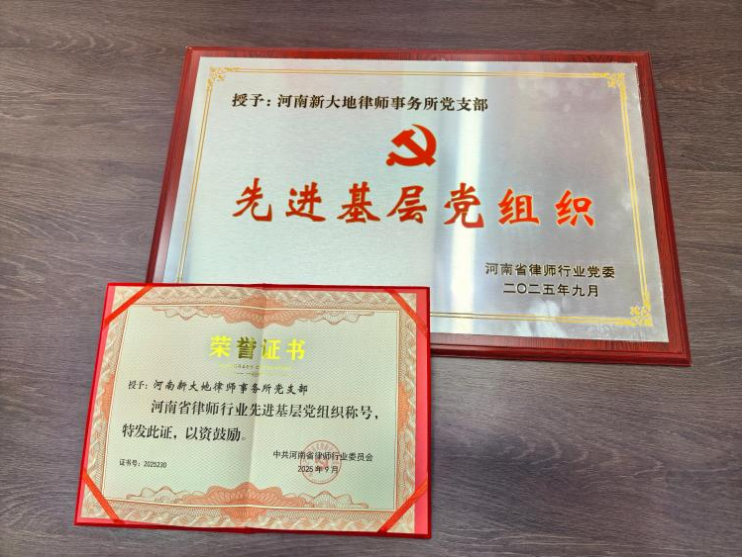 授予：河南新大地律师事务所党支部
先进基层党组织
河南省律师行业党委
二〇二五年九月
荣誉证书
授予：河南新大地律师事务所党支部
河南省律师行业先进基层党组织称号，
特发此证，以资鼓励。
证书号：2025230
中共河南省律师行业委员会
2025年9月